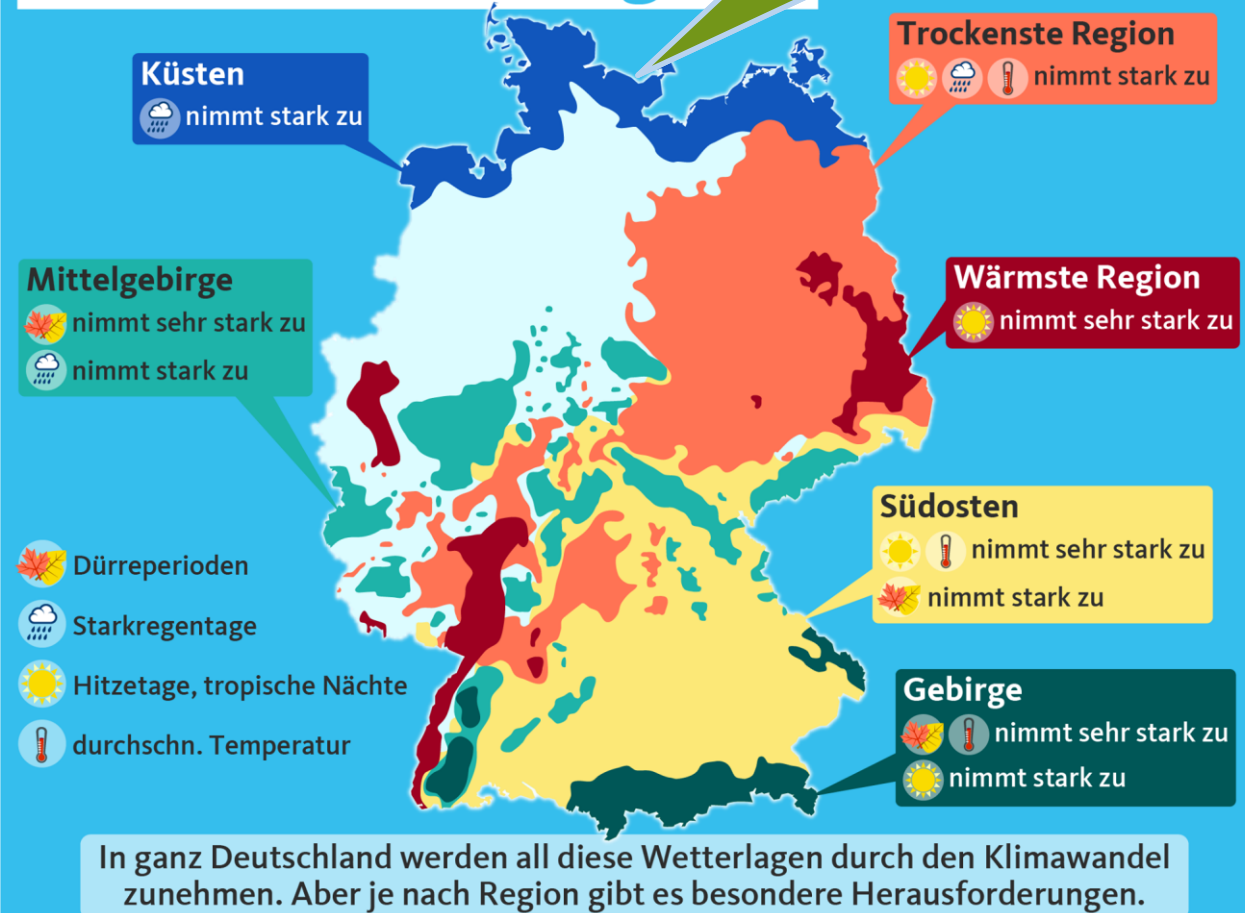 Küsten
nimmt stark zu
Trockenste Region
nimmt stark zu
Mittelgebirge
nimmt sehr stark zu
nimmt stark zu
Wärmste Region
nimmt sehr stark zu
Südosten
nimmt sehr stark zu
nimmt stark zu
Dürreperioden
Starkregentage
Hitzetage, tropische Nächte
durchschn. Temperatur
Gebirge
nimmt sehr stark zu
nimmt stark zu
In ganz Deutschland werden all diese Wetterlagen durch den Klimawandel
zunehmen. Aber je nach Region gibt es besondere Herausforderungen.